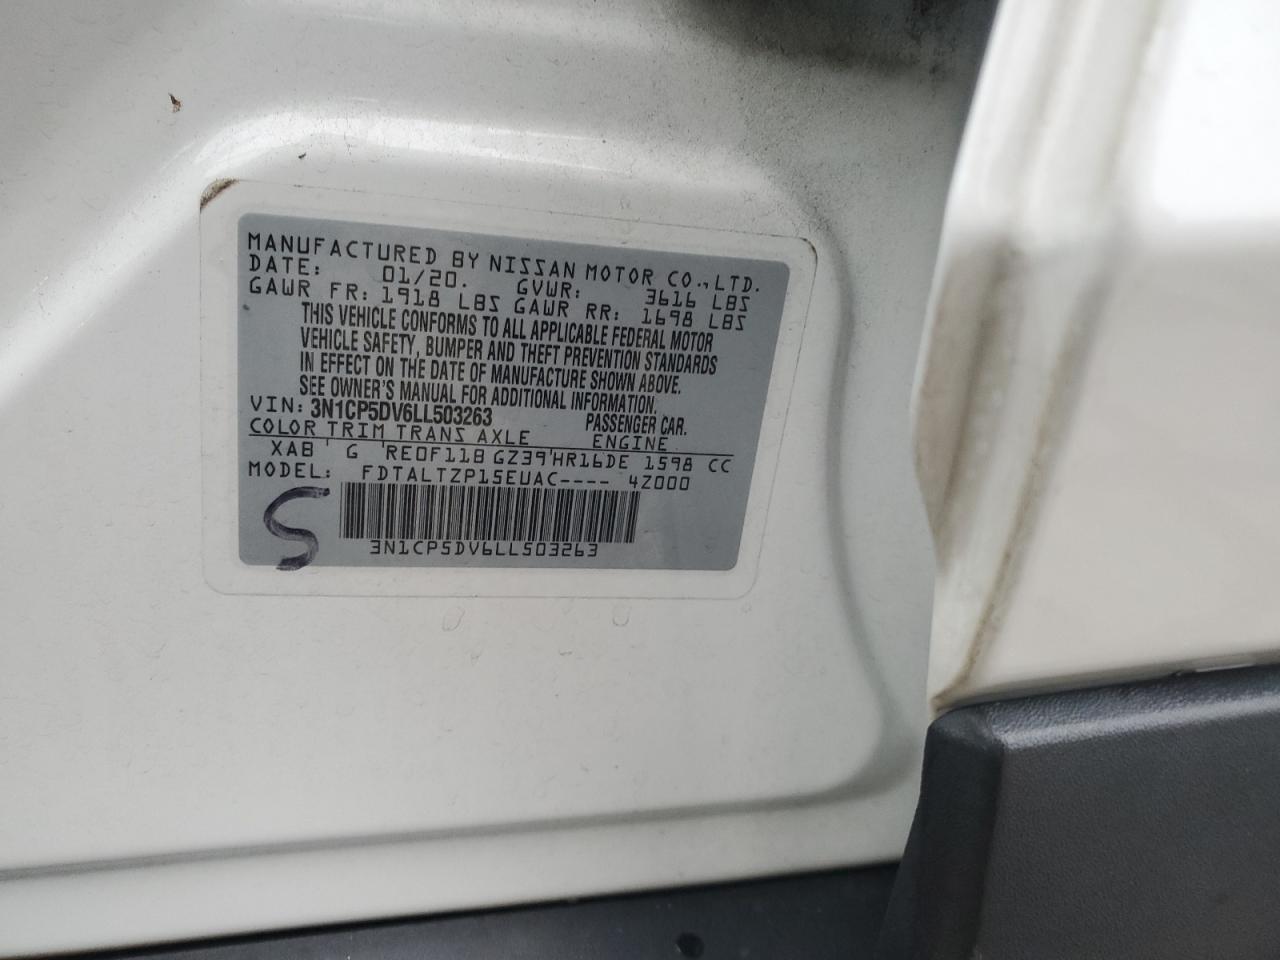 MANUFACTURED BY NISSAN MOTOR CO.,LTD.
DATE: 01/20. GVWR: 3616 LBS
GAWR FR: 1918 LBS GAWR RR: 1698 LBS
THIS VEHICLE CONFORMS TO ALL APPLICABLE FEDERAL MOTOR
VEHICLE SAFETY, BUMPER AND THEFT PREVENTION STANDARDS
IN EFFECT ON THE DATE OF MANUFACTURE SHOWN ABOVE.
SEE OWNER'S MANUAL FOR ADDITIONAL INFORMATION.
VIN: 3N1CP5DV6LL503263 PASSENGER CAR.
COLOR TRIM TRANS AXLE ENGINE
XAB ' G 'RE0F11B GZ39'HR16DE 1598 CC
MODEL: FDTALTZP15EUAC---- 4Z000
S
3N1CP5DV6LL503263